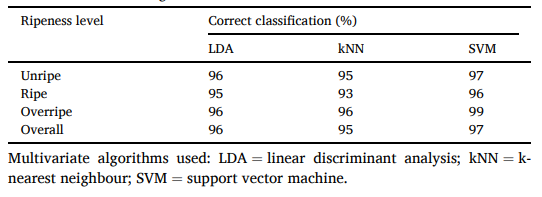 Ripeness level Correct classification (%)
LDA kNN SVM
Unripe 96 95 97
Ripe 95 93 96
Overripe 96 96 99
Overall 96 95 97
Multivariate algorithms used: LDA = linear discriminant analysis; kNN = k-
nearest neighbour; SVM = support vector machine.